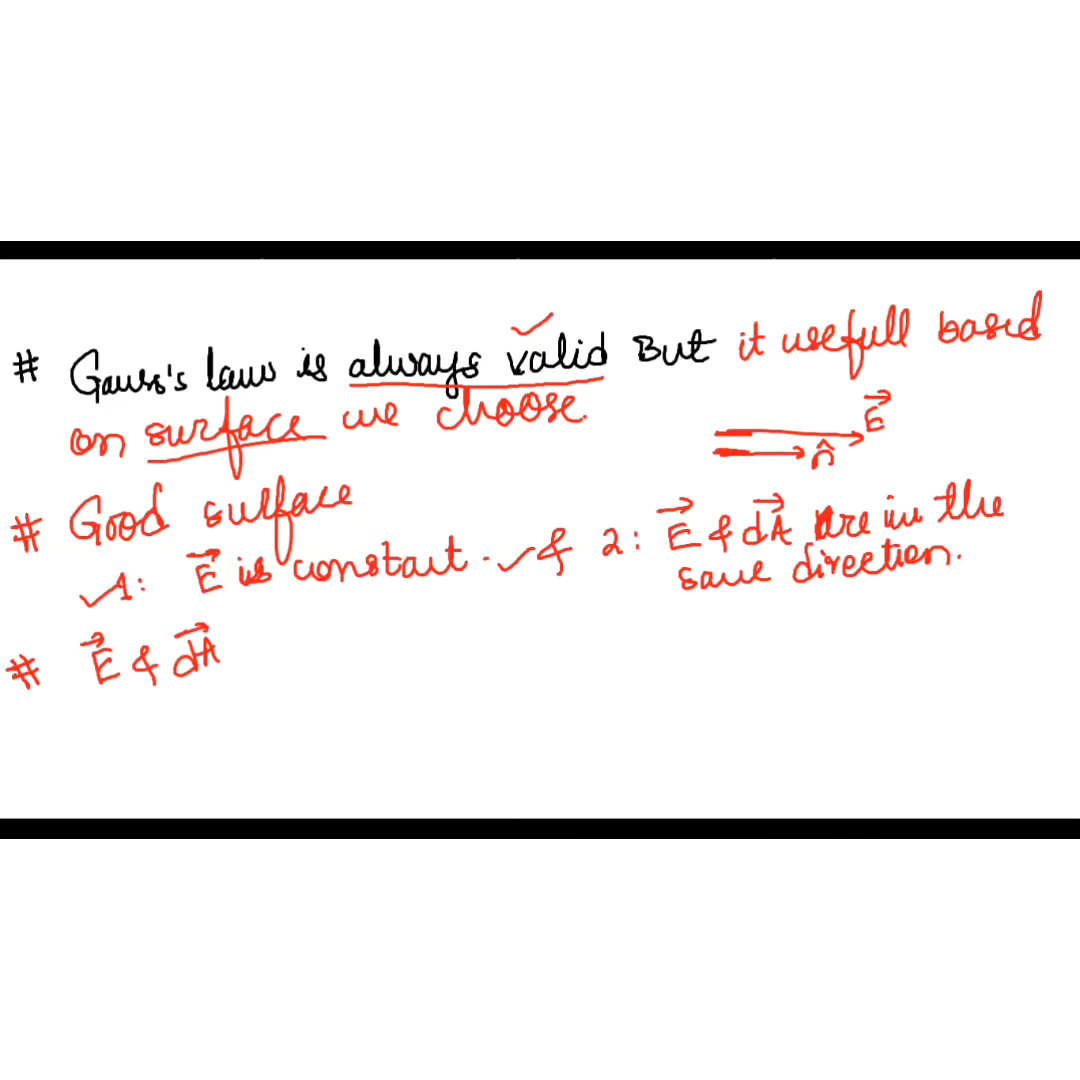 # Gauss's law is always valid But it usefull based
on surface we choose.
E n̂
# Good surface
1: E is constant. & 2: E & dA are in the
same direction.
# E & dA